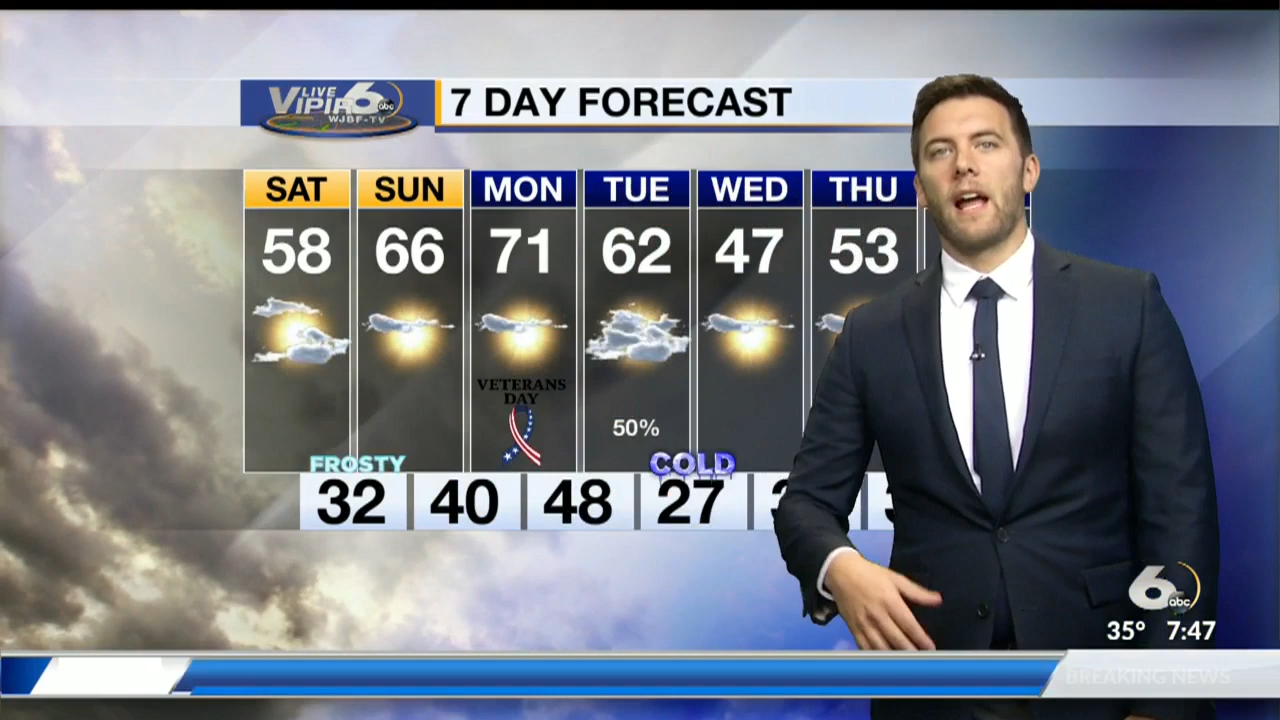 LIVE
VIPIR 6 abc
WJBF-TV
7 DAY FORECAST
SAT SUN MON TUE WED THU
58 66 71 62 47 53
VETERANS
DAY
50%
FROSTY COLD
32 40 48 27
6 abc
35° 7:47
BREAKING NEWS